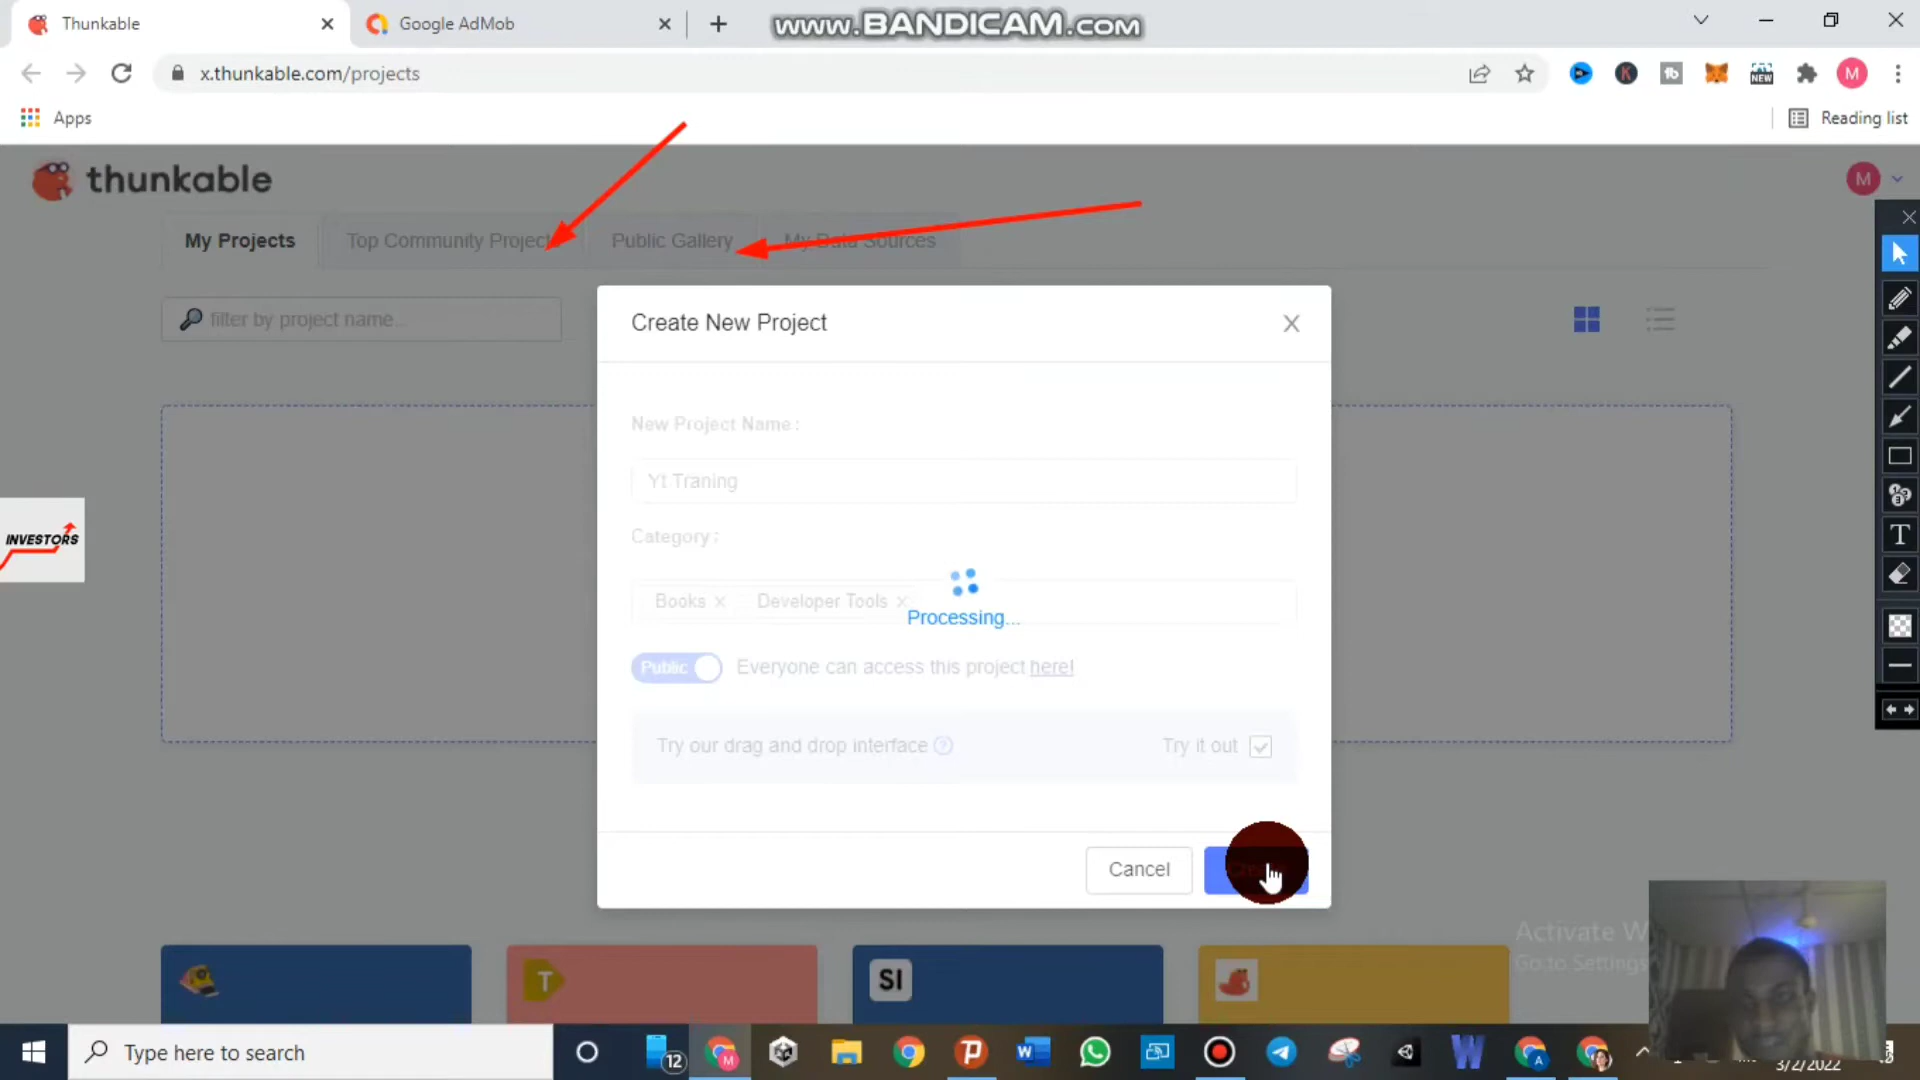 Thunkable
Google AdMob
www.BANDICAM.com
x.thunkable.com/projects
Apps
Reading list
NEW
K
M
thunkable
M
My Projects
Top Community Project
Public Gallery
My Data Sources
filter by project name...
Create New Project
New Project Name :
Yt Traning
Category :
Books
Developer Tools
Processing...
Public
Everyone can access this project here!
Try our drag and drop interface
Try it out
Cancel
INVESTORS
T
SI
T
Activate W
Go to Settings
Type here to search
12
3/2/2022